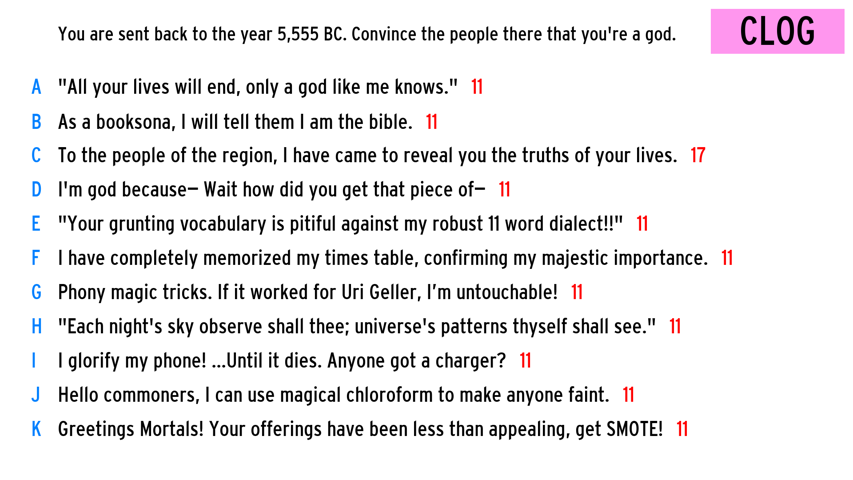 You are sent back to the year 5,555 BC. Convince the people there that you're a god.
CLOG
A "All your lives will end, only a god like me knows." 11
B As a booksona, I will tell them I am the bible. 11
C To the people of the region, I have came to reveal you the truths of your lives. 17
D I'm god because— Wait how did you get that piece of— 11
E "Your grunting vocabulary is pitiful against my robust 11 word dialect!!" 11
F I have completely memorized my times table, confirming my majestic importance. 11
G Phony magic tricks. If it worked for Uri Geller, I’m untouchable! 11
H "Each night's sky observe shall thee; universe's patterns thyself shall see." 11
I I glorify my phone! ...Until it dies. Anyone got a charger? 11
J Hello commoners, I can use magical chloroform to make anyone faint. 11
K Greetings Mortals! Your offerings have been less than appealing, get SMOTE! 11